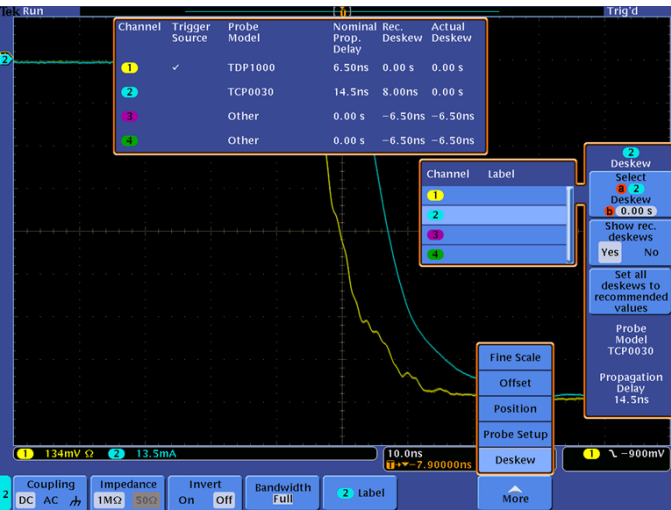 Tek Run
Trig'd
Channel Trigger Source Probe Model Nominal Prop. Delay Rec. Deskew Actual Deskew
1 ✓ TDP1000 6.50ns 0.00 s 0.00 s
2 TCP0030 14.5ns 8.00ns 0.00 s
3 Other 0.00 s −6.50ns −6.50ns
4 Other 0.00 s −6.50ns −6.50ns
2
Channel Label
1
2
3
4
2
Deskew
Select
a 2
Deskew
b 0.00 s
Show rec.
deskews
Yes No
Set all
deskews to
recommended
values
Probe
Model
TCP0030
Propagation
Delay
14.5ns
Fine Scale
Offset
Position
Probe Setup
Deskew
More
1 134mV Ω 2 13.5mA
10.0ns
T→▼−7.90000ns
1 −900mV
2
Coupling
DC AC
Impedance
1MΩ 50Ω
Invert
On Off
Bandwidth
Full
2 Label